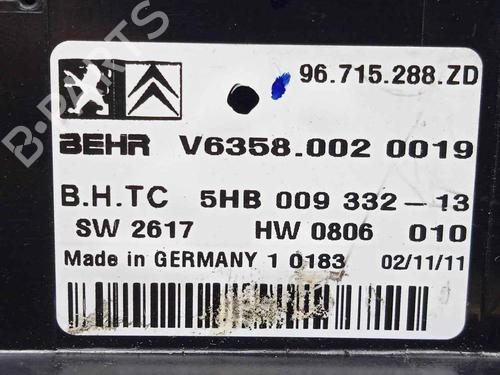 96.715.288.ZD
BEHR V6358.002 0019
B.H.TC 5HB 009 332-13
SW 2617 HW 0806 010
Made in GERMANY 1 0183 02/11/11
B-PARTS